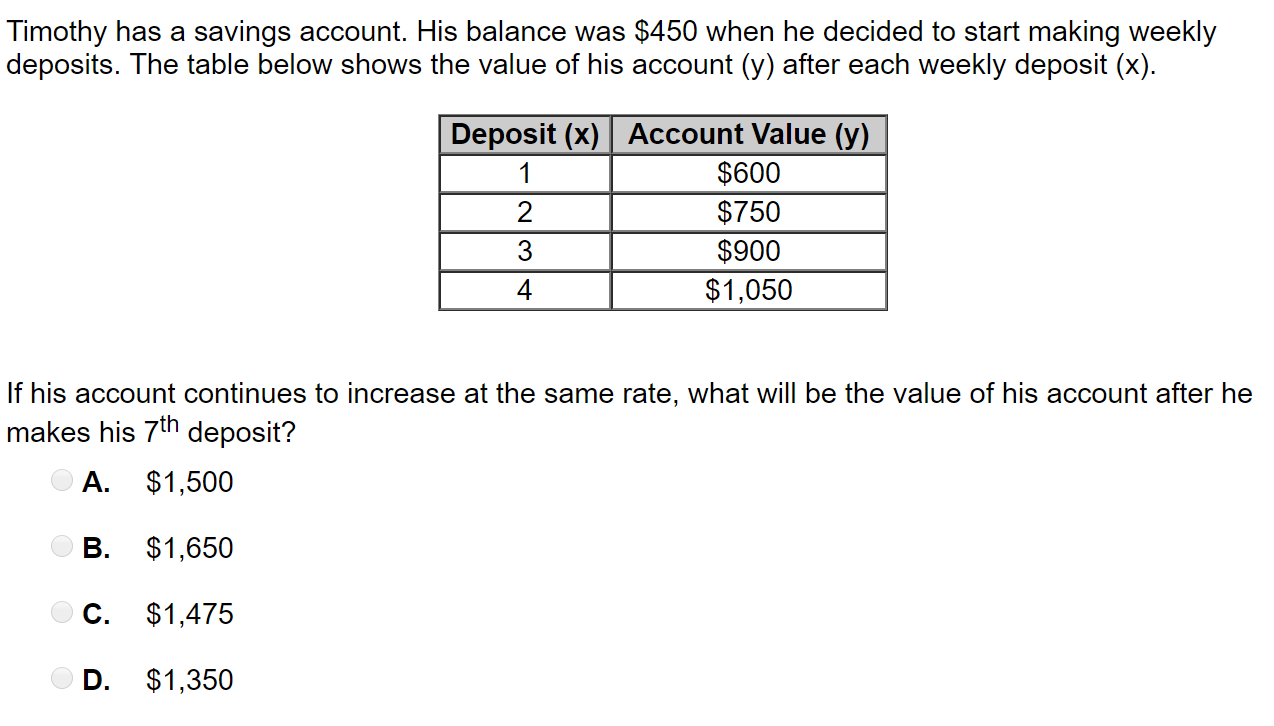 Timothy has a savings account. His balance was $450 when he decided to start making weekly
deposits. The table below shows the value of his account (y) after each weekly deposit (x).
Deposit (x) Account Value (y)
1 $600
2 $750
3 $900
4 $1,050
If his account continues to increase at the same rate, what will be the value of his account after he
makes his 7th deposit?
A. $1,500
B. $1,650
C. $1,475
D. $1,350